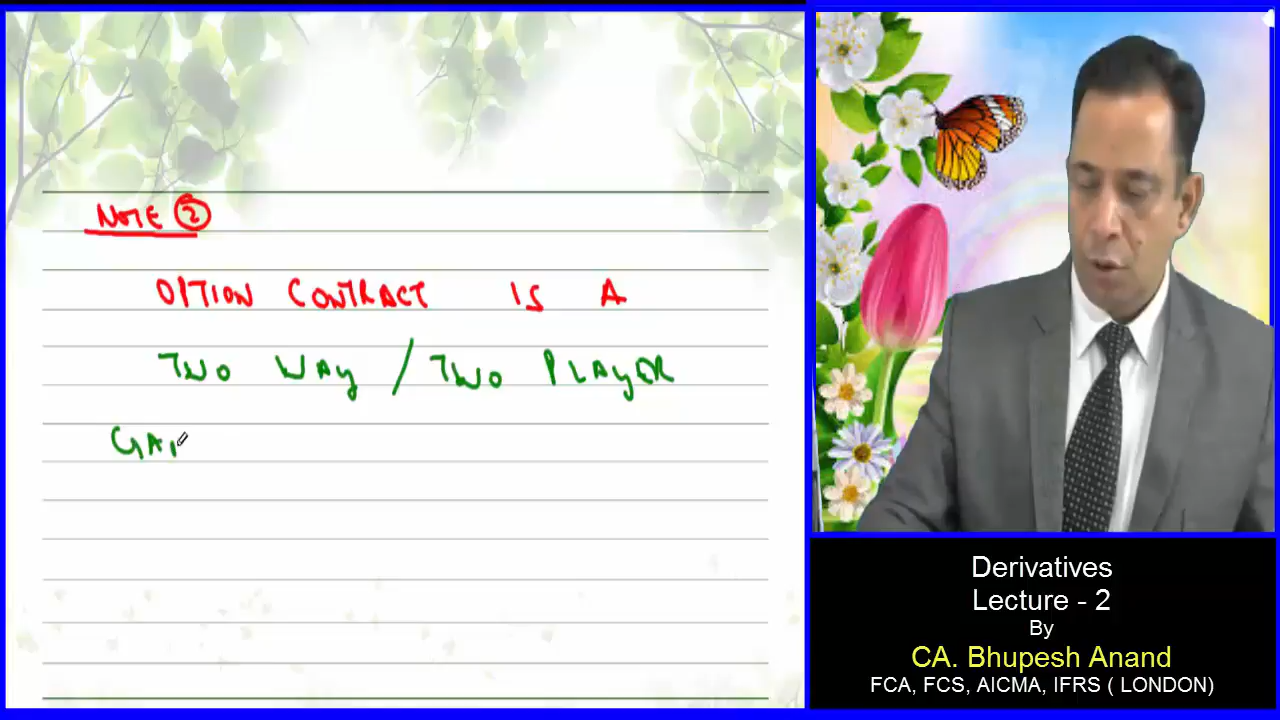 NOTE 2
OPTION CONTRACT IS A
TWO WAY / TWO PLAYER
GA
Derivatives
Lecture - 2
By
CA. Bhupesh Anand
FCA, FCS, AICMA, IFRS ( LONDON)